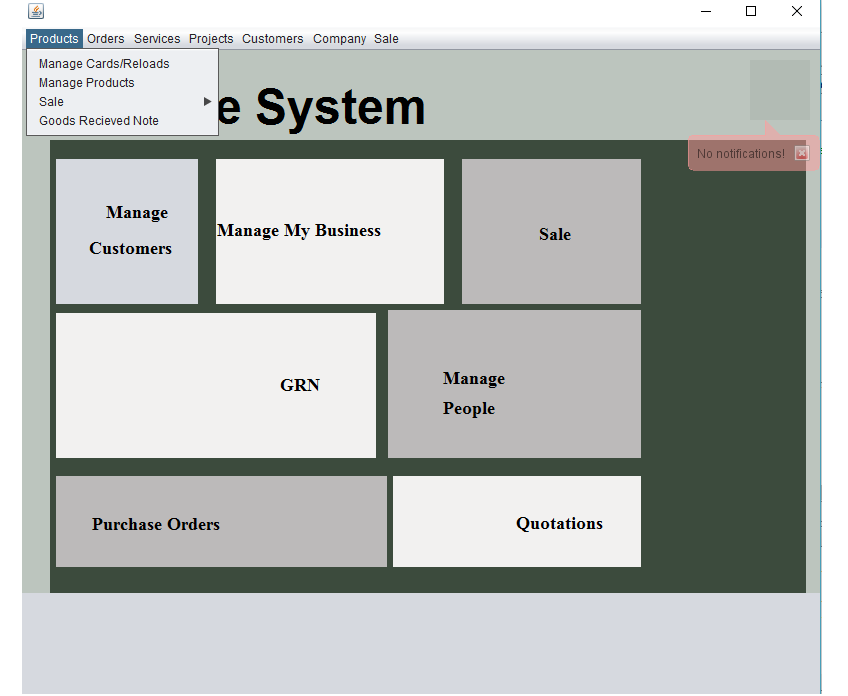 Products Orders Services Projects Customers Company Sale
Manage Cards/Reloads
Manage Products
Sale
Goods Recieved Note
e System
No notifications!
Manage
Customers
Manage My Business
Sale
GRN
Manage
People
Purchase Orders
Quotations